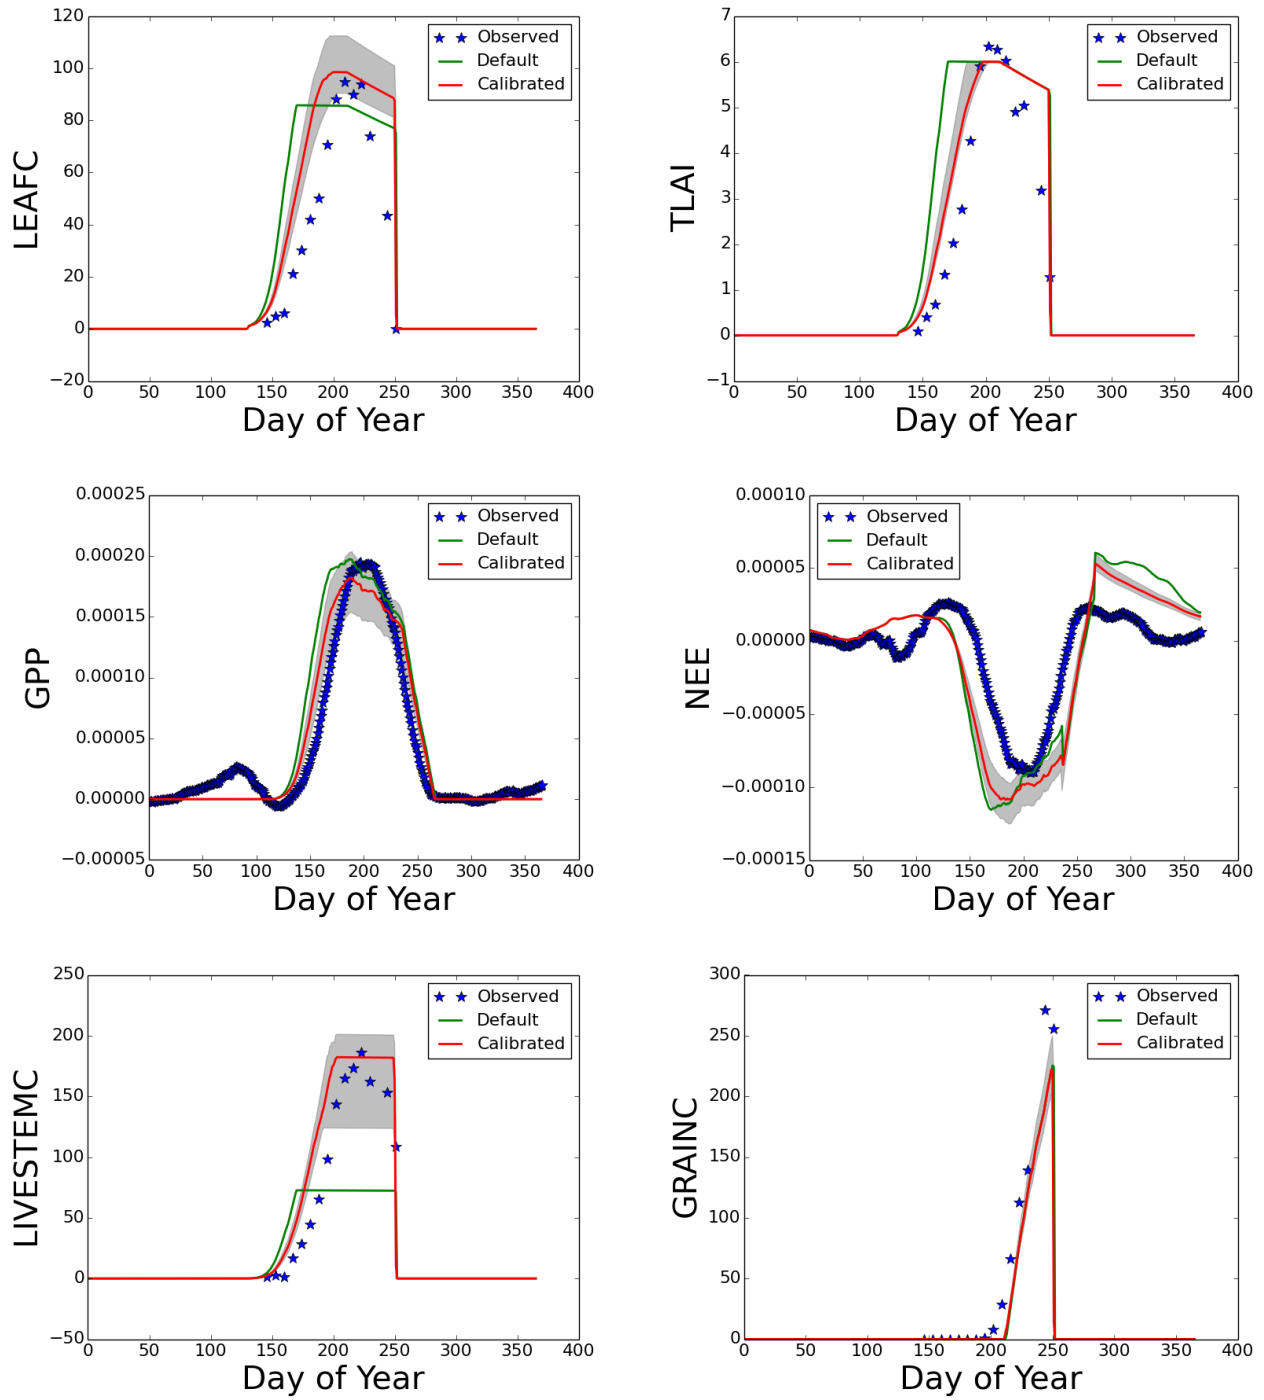 120
100
80
60
40
20
0
−20
LEAFC
Observed
Default
Calibrated
0 50 100 150 200 250 300 350 400
Day of Year
7
6
5
4
3
2
1
0
−1
TLAI
Observed
Default
Calibrated
0 50 100 150 200 250 300 350 400
Day of Year
0.00025
0.00020
0.00015
0.00010
0.00005
0.00000
−0.00005
GPP
Observed
Default
Calibrated
0 50 100 150 200 250 300 350 400
Day of Year
0.00010
0.00005
0.00000
−0.00005
−0.00010
−0.00015
NEE
Observed
Default
Calibrated
0 50 100 150 200 250 300 350 400
Day of Year
250
200
150
100
50
0
−50
LIVESTEMC
Observed
Default
Calibrated
0 50 100 150 200 250 300 350 400
Day of Year
300
250
200
150
100
50
0
GRAINC
Observed
Default
Calibrated
0 50 100 150 200 250 300 350 400
Day of Year